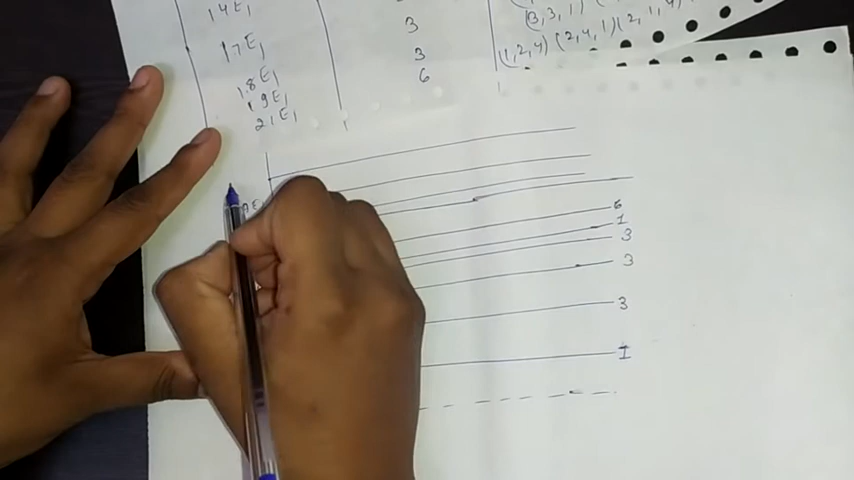 14E₁ 3 (3,3,1)
17E₁ 3 (1,2,4) (2,4,1) (2,1,4)
18E₁ 6
19E₁
21E₁
6
1
3
3
3
1